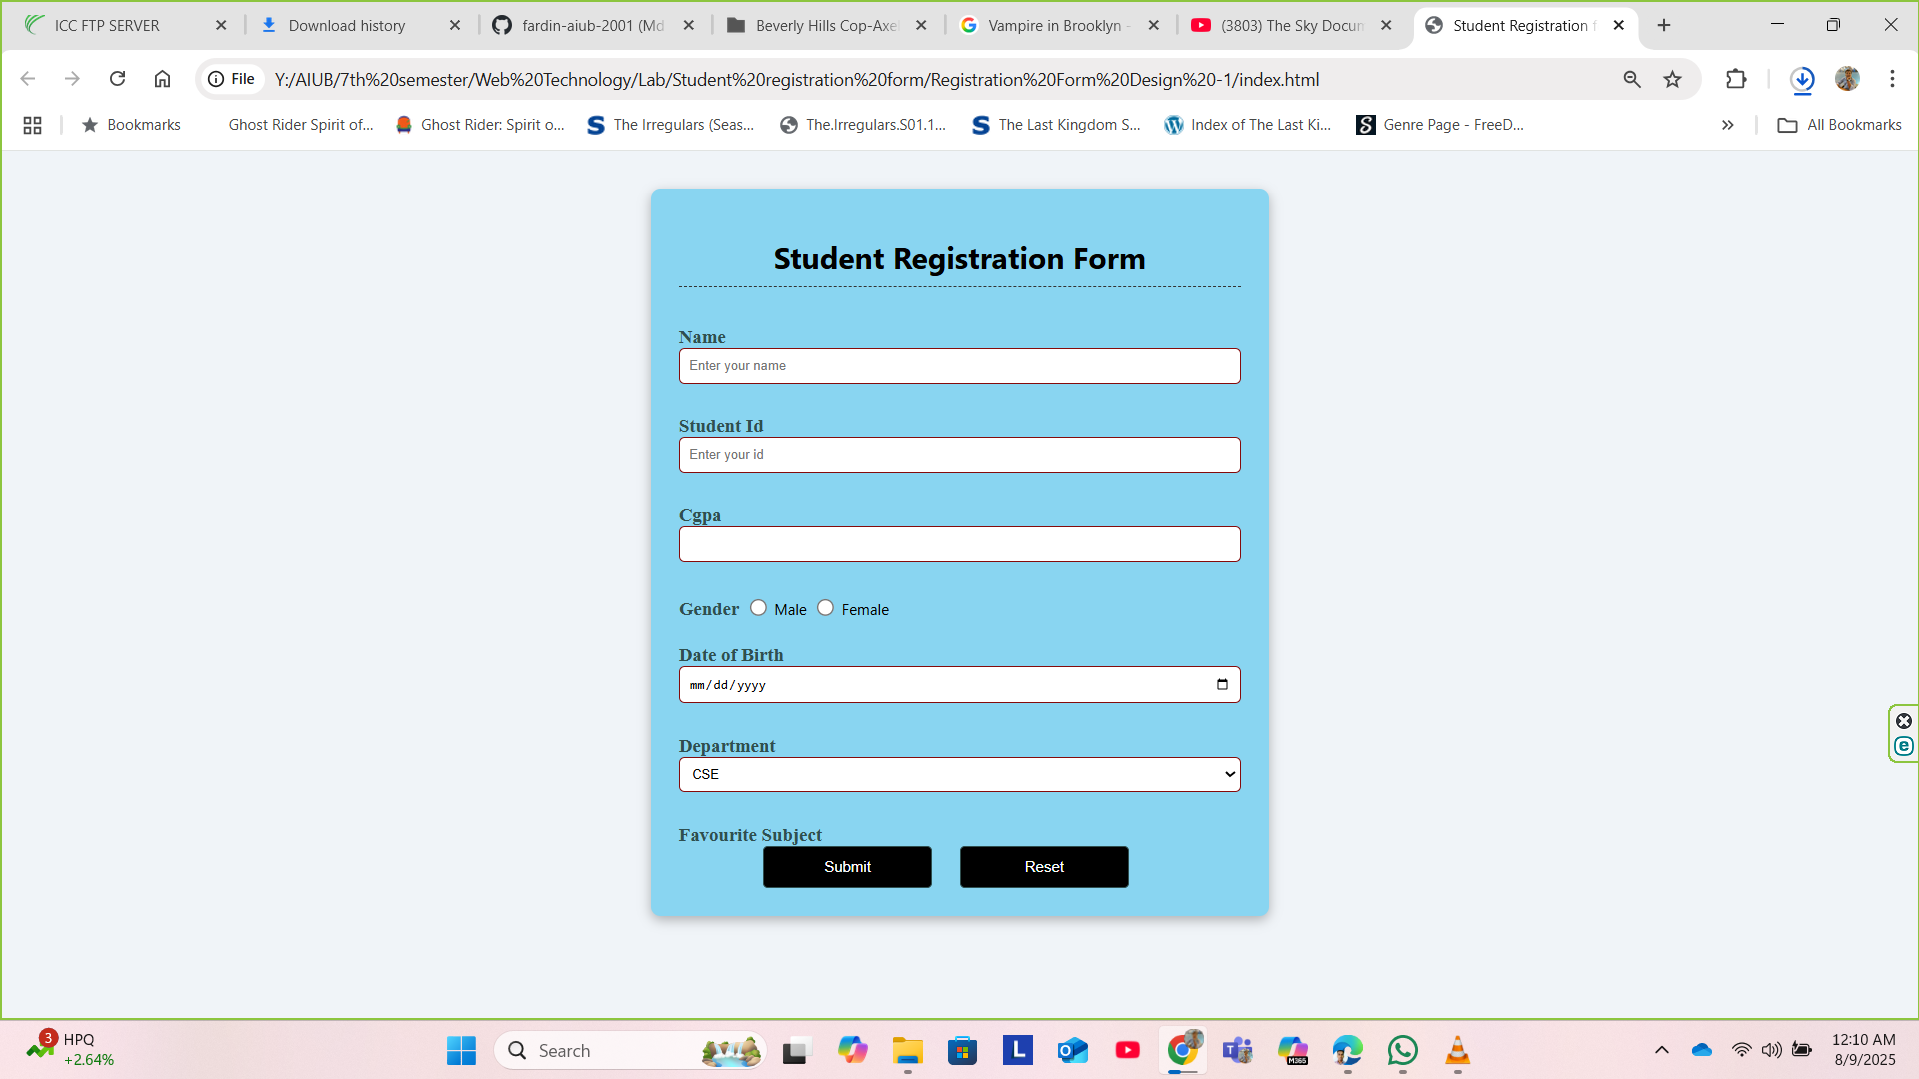 ICC FTP SERVER
Download history
fardin-aiub-2001 (Md
Beverly Hills Cop-Axel
Vampire in Brooklyn -
(3803) The Sky Docum
Student Registration f
File
Y:/AIUB/7th%20semester/Web%20Technology/Lab/Student%20registration%20form/Registration%20Form%20Design%20-1/index.html
Bookmarks
Ghost Rider Spirit of...
Ghost Rider: Spirit o...
The Irregulars (Seas...
The.Irregulars.S01.1...
The Last Kingdom S...
Index of The Last Ki...
Genre Page - FreeD...
All Bookmarks
Student Registration Form
Name
Enter your name
Student Id
Enter your id
Cgpa
Gender Male Female
Date of Birth
mm/dd/yyyy
Department
CSE
Favourite Subject
Submit Reset
3
HPQ
+2.64%
Search
L
M365
12:10 AM
8/9/2025